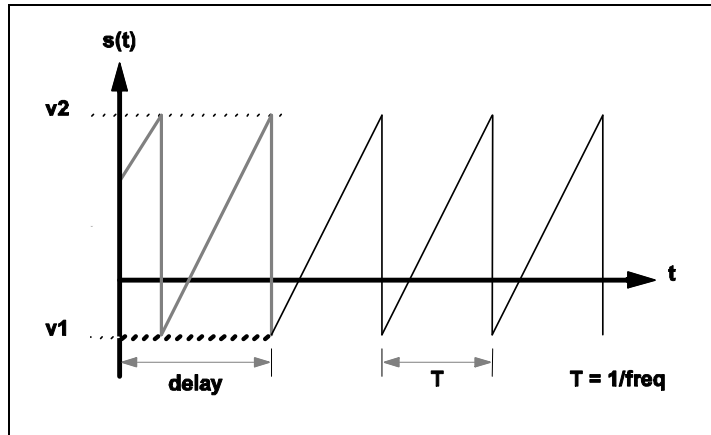 s(t)
v2
t
v1
delay
T
T = 1/freq